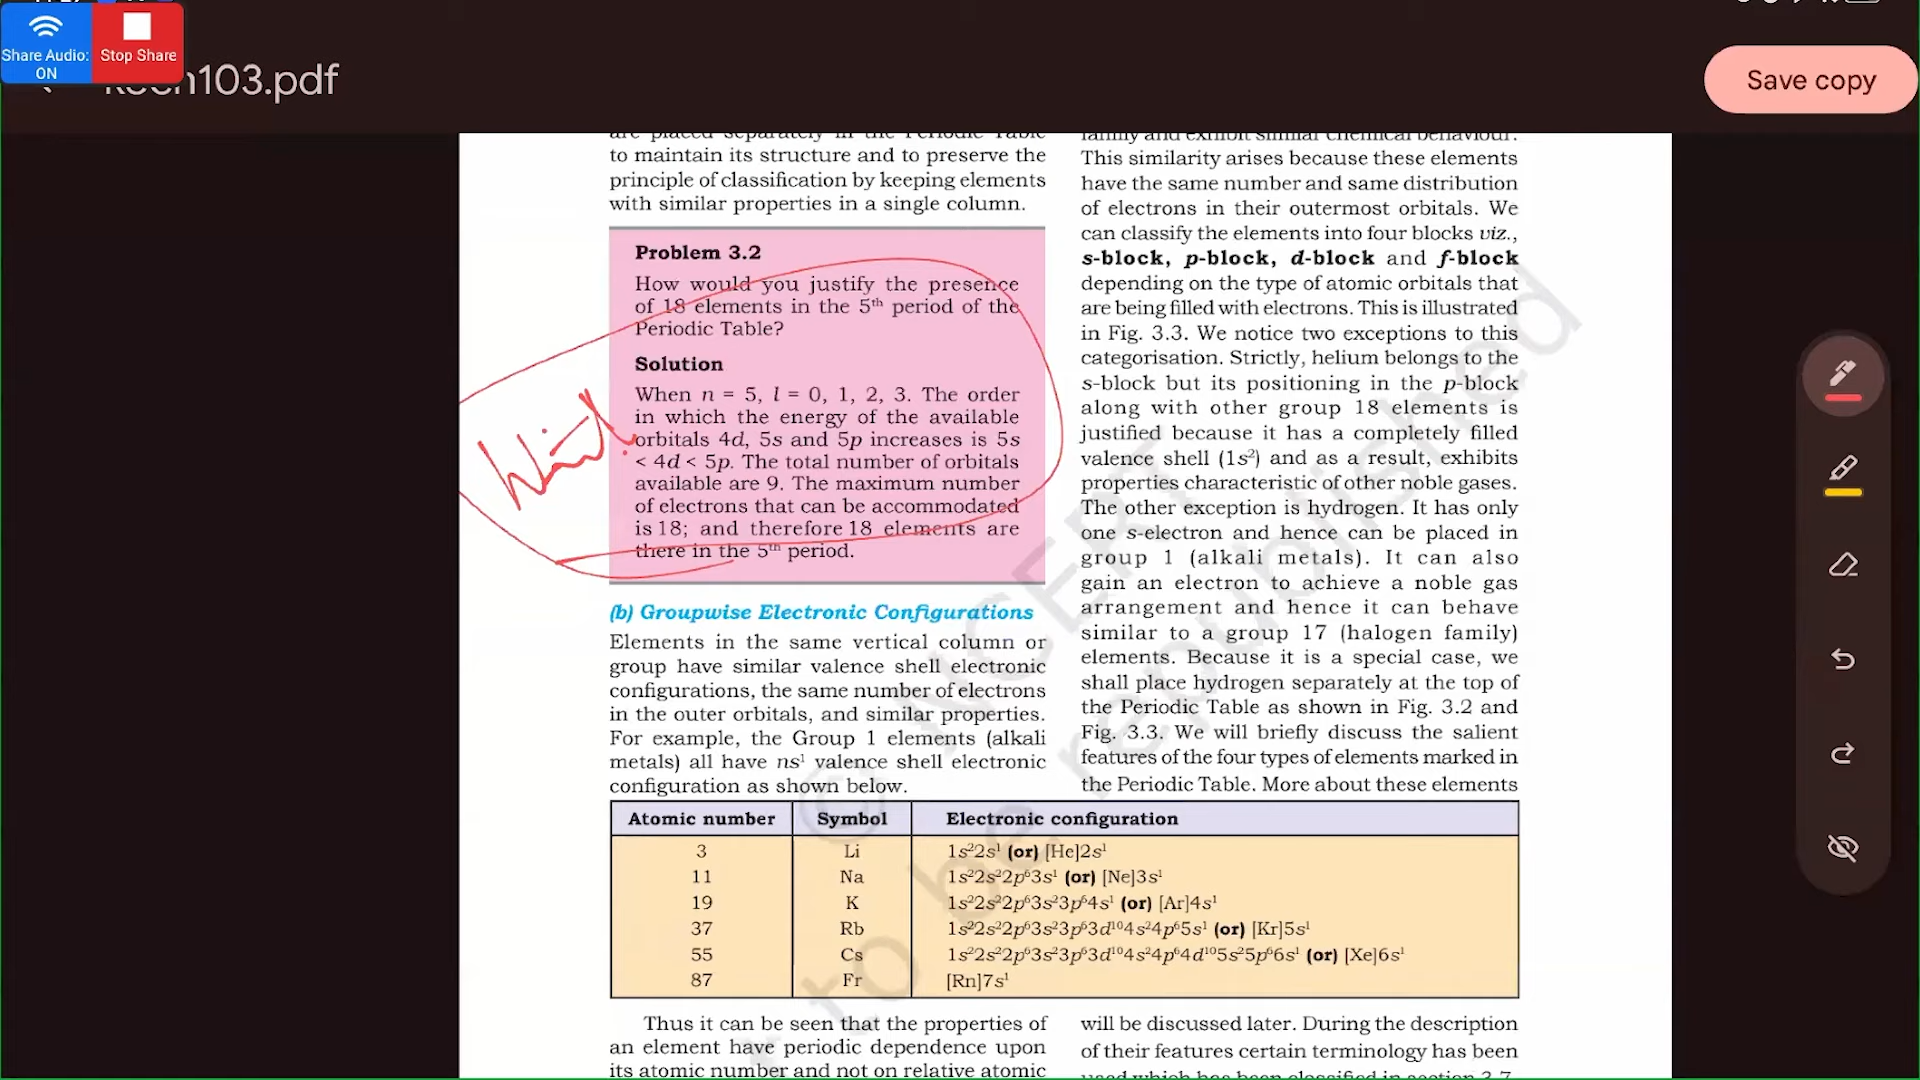 Share Audio: ON
Stop Share
103.pdf
Save copy
to maintain its structure and to preserve the
principle of classification by keeping elements
with similar properties in a single column.
Problem 3.2
How would you justify the presence
of 18 elements in the 5th period of the
Periodic Table?
Solution
When n = 5, l = 0, 1, 2, 3. The order
in which the energy of the available
orbitals 4d, 5s and 5p increases is 5s
< 4d < 5p. The total number of orbitals
available are 9. The maximum number
of electrons that can be accommodated
is 18; and therefore 18 elements are
there in the 5th period.
(b) Groupwise Electronic Configurations
Elements in the same vertical column or
group have similar valence shell electronic
configurations, the same number of electrons
in the outer orbitals, and similar properties.
For example, the Group 1 elements (alkali
metals) all have ns¹ valence shell electronic
configuration as shown below.
family and exhibit similar chemical behaviour.
This similarity arises because these elements
have the same number and same distribution
of electrons in their outermost orbitals. We
can classify the elements into four blocks viz.,
s-block, p-block, d-block and f-block
depending on the type of atomic orbitals that
are being filled with electrons. This is illustrated
in Fig. 3.3. We notice two exceptions to this
categorisation. Strictly, helium belongs to the
s-block but its positioning in the p-block
along with other group 18 elements is
justified because it has a completely filled
valence shell (1s²) and as a result, exhibits
properties characteristic of other noble gases.
The other exception is hydrogen. It has only
one s-electron and hence can be placed in
group 1 (alkali metals). It can also
gain an electron to achieve a noble gas
arrangement and hence it can behave
similar to a group 17 (halogen family)
elements. Because it is a special case, we
shall place hydrogen separately at the top of
the Periodic Table as shown in Fig. 3.2 and
Fig. 3.3. We will briefly discuss the salient
features of the four types of elements marked in
the Periodic Table. More about these elements
Atomic number Symbol Electronic configuration
3 Li 1s²2s¹ (or) [He]2s¹
11 Na 1s²2s²2p⁶3s¹ (or) [Ne]3s¹
19 K 1s²2s²2p⁶3s²3p⁶4s¹ (or) [Ar]4s¹
37 Rb 1s²2s²2p⁶3s²3p⁶3d¹⁰4s²4p⁶5s¹ (or) [Kr]5s¹
55 Cs 1s²2s²2p⁶3s²3p⁶3d¹⁰4s²4p⁶4d¹⁰5s²5p⁶6s¹ (or) [Xe]6s¹
87 Fr [Rn]7s¹
Thus it can be seen that the properties of
an element have periodic dependence upon
its atomic number and not on relative atomic
will be discussed later. During the description
of their features certain terminology has been
© NCERT
to be republished